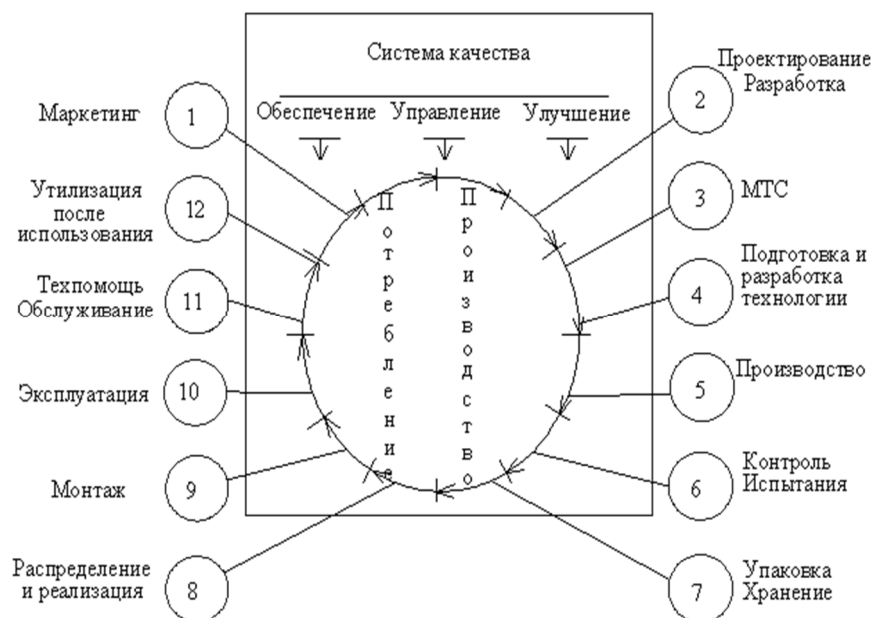 Система качества
Обеспечение Управление Улучшение
Маркетинг
1
2
Проектирование
Разработка
3
МТС
4
Подготовка и
разработка
технологии
5
Производство
6
Контроль
Испытания
7
Упаковка
Хранение
8
Распределение
и реализация
9
Монтаж
10
Эксплуатация
11
Техпомощь
Обслуживание
12
Утилизация
после
использования
Потребление
Производство